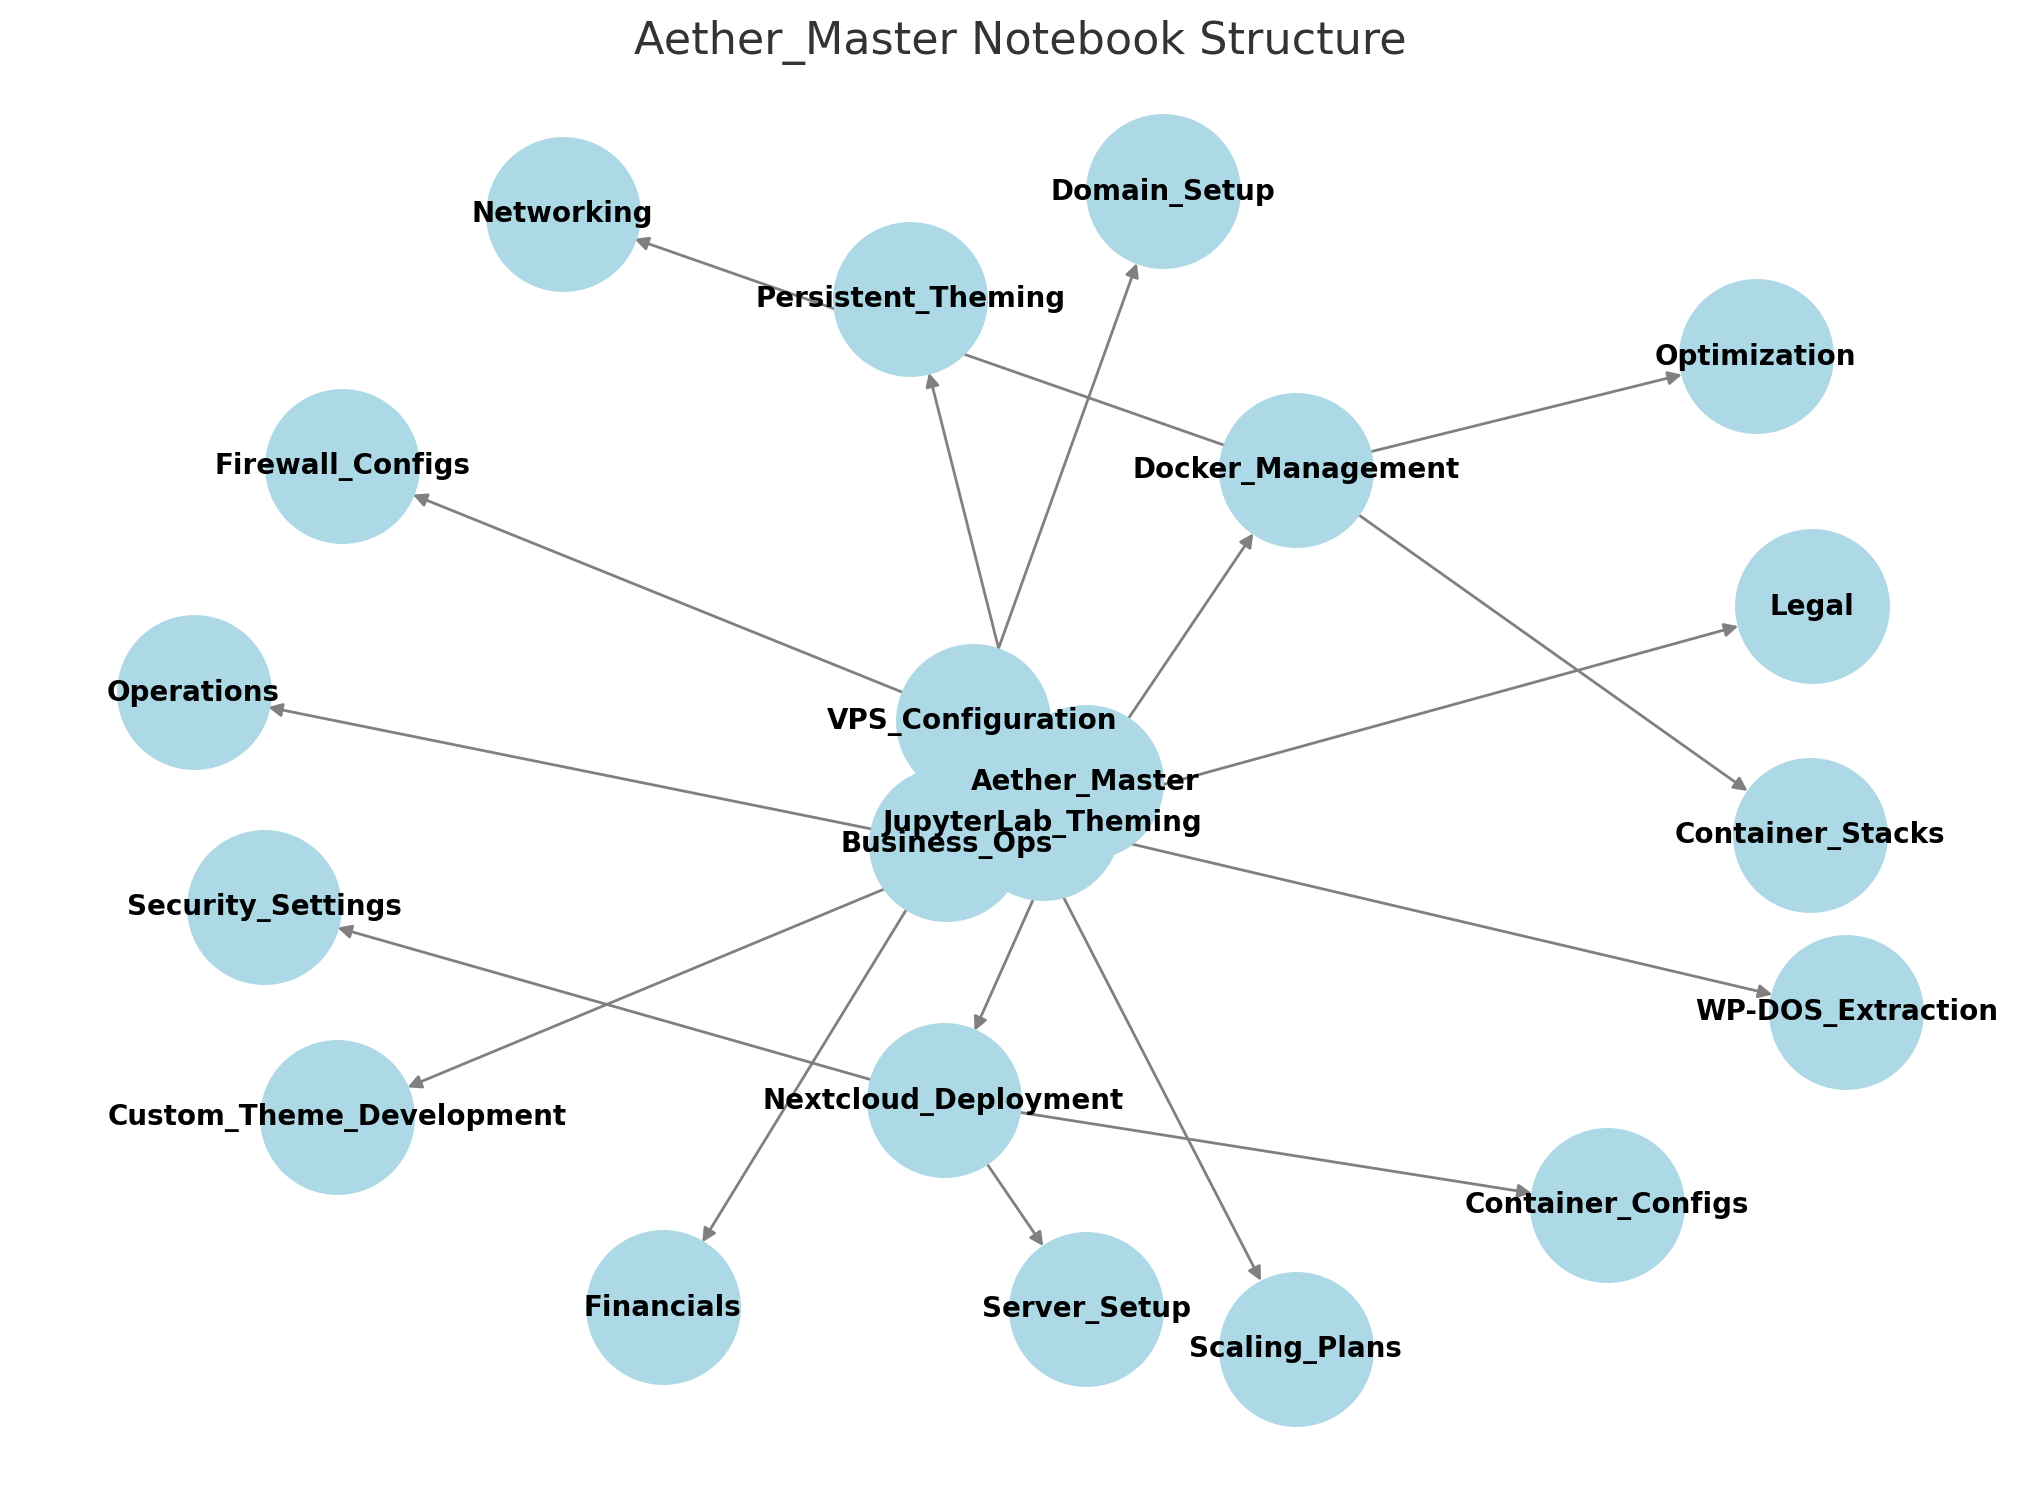 Aether_Master Notebook Structure
Domain_Setup
Networking
Persistent_Theming
Optimization
Firewall_Configs
Docker_Management
Legal
Operations
VPS_Configuration
Aether_Master
JupyterLab_Theming
Business_Ops
Container_Stacks
Security_Settings
WP-DOS_Extraction
Nextcloud_Deployment
Custom_Theme_Development
Container_Configs
Financials
Server_Setup
Scaling_Plans